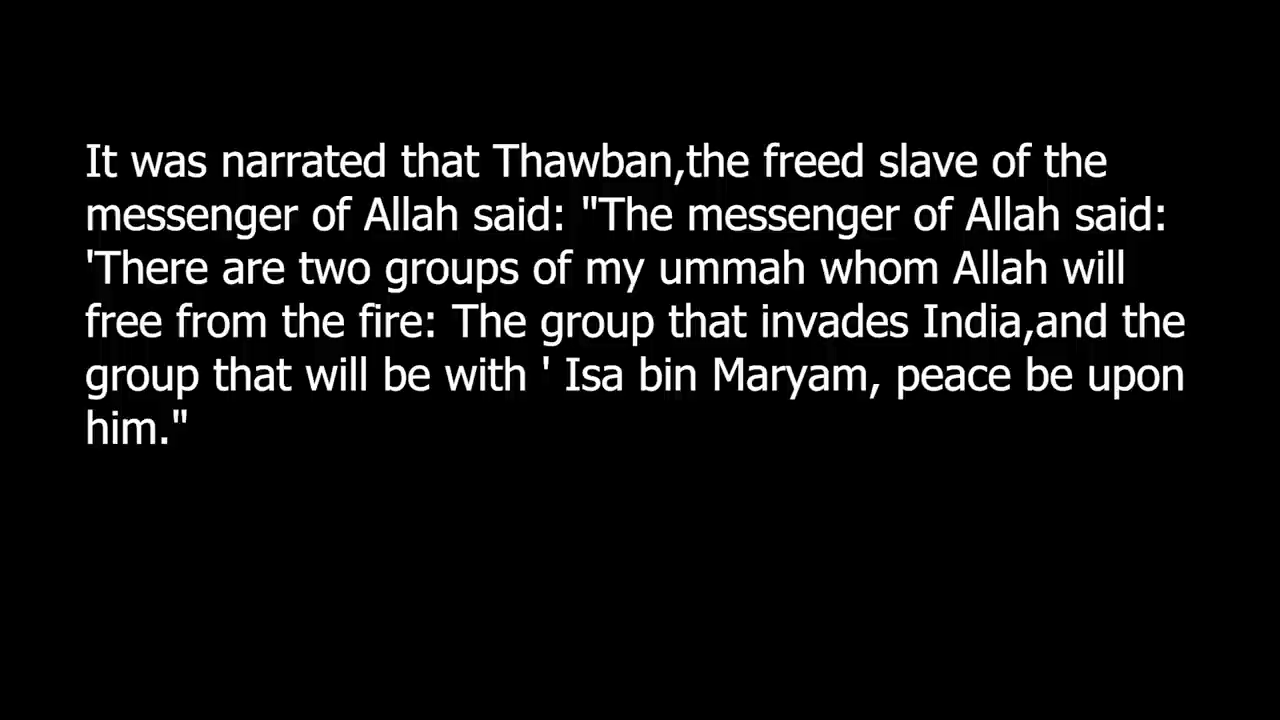 It was narrated that Thawban,the freed slave of the
messenger of Allah said: "The messenger of Allah said:
'There are two groups of my ummah whom Allah will
free from the fire: The group that invades India,and the
group that will be with ' Isa bin Maryam, peace be upon
him."